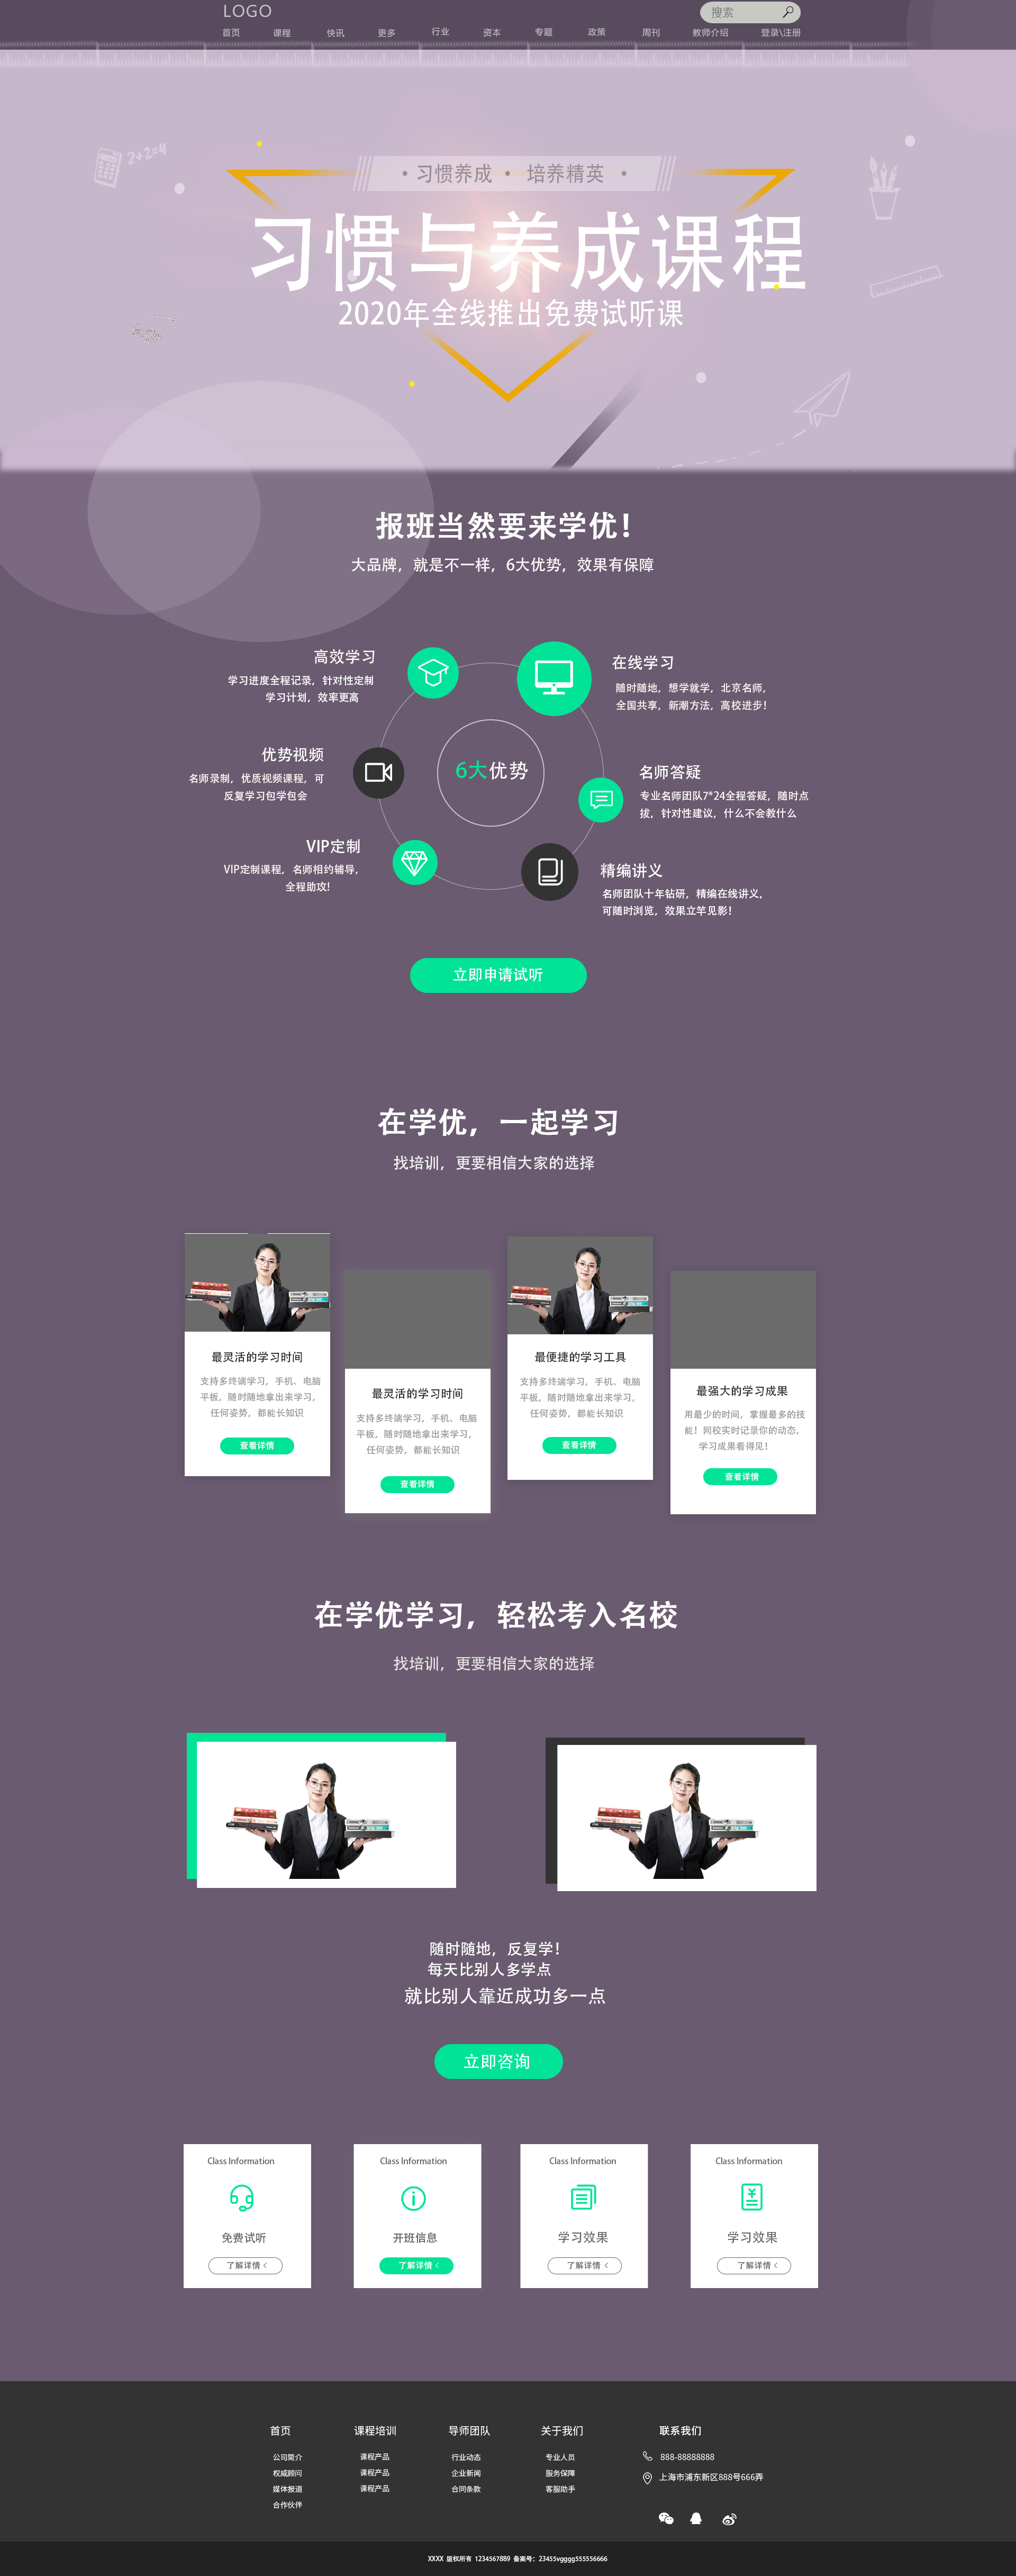 LOGO
搜索
首页 课程 快讯 更多 行业 资本 专题 政策 周刊 教师介绍 登录\注册
2+2=4
• 习惯养成 • 培养精英 •
习惯与养成课程
2020年全线推出免费试听课
报班当然要来学优！
大品牌，就是不一样，6大优势，效果有保障
高效学习
学习进度全程记录，针对性定制
学习计划，效率更高
在线学习
随时随地，想学就学，北京名师，
全国共享，新潮方法，高校进步！
优势视频
名师录制，优质视频课程，可
反复学习包学包会
6大优势
名师答疑
专业名师团队7*24全程答疑，随时点
拔，针对性建议，什么不会教什么
VIP定制
VIP定制课程，名师相约辅导，
全程助攻!
精编讲义
名师团队十年钻研，精编在线讲义，
可随时浏览，效果立竿见影！
立即申请试听
在学优，一起学习
找培训，更要相信大家的选择
最灵活的学习时间
支持多终端学习，手机、电脑
平板，随时随地拿出来学习，
任何姿势，都能长知识
查看详情
最灵活的学习时间
支持多终端学习，手机、电脑
平板，随时随地拿出来学习，
任何姿势，都能长知识
查看详情
最便捷的学习工具
支持多终端学习，手机、电脑
平板，随时随地拿出来学习，
任何姿势，都能长知识
查看详情
最强大的学习成果
用最少的时间，掌握最多的技
能！网校实时记录你的动态，
学习成果看得见！
查看详情
在学优学习，轻松考入名校
找培训，更要相信大家的选择
随时随地，反复学！
每天比别人多学点
就比别人靠近成功多一点
立即咨询
Class Information
免费试听
了解详情 <
Class Information
开班信息
了解详情 <
Class Information
学习效果
了解详情 <
Class Information
学习效果
了解详情 <
首页
公司简介
权威顾问
媒体报道
合作伙伴
课程培训
课程产品
课程产品
课程产品
导师团队
行业动态
企业新闻
合同条款
关于我们
专业人员
服务保障
客服助手
联系我们
888-88888888
上海市浦东新区888号666弄
XXXX 版权所有 1234567889 备案号：23455vgggg555556666